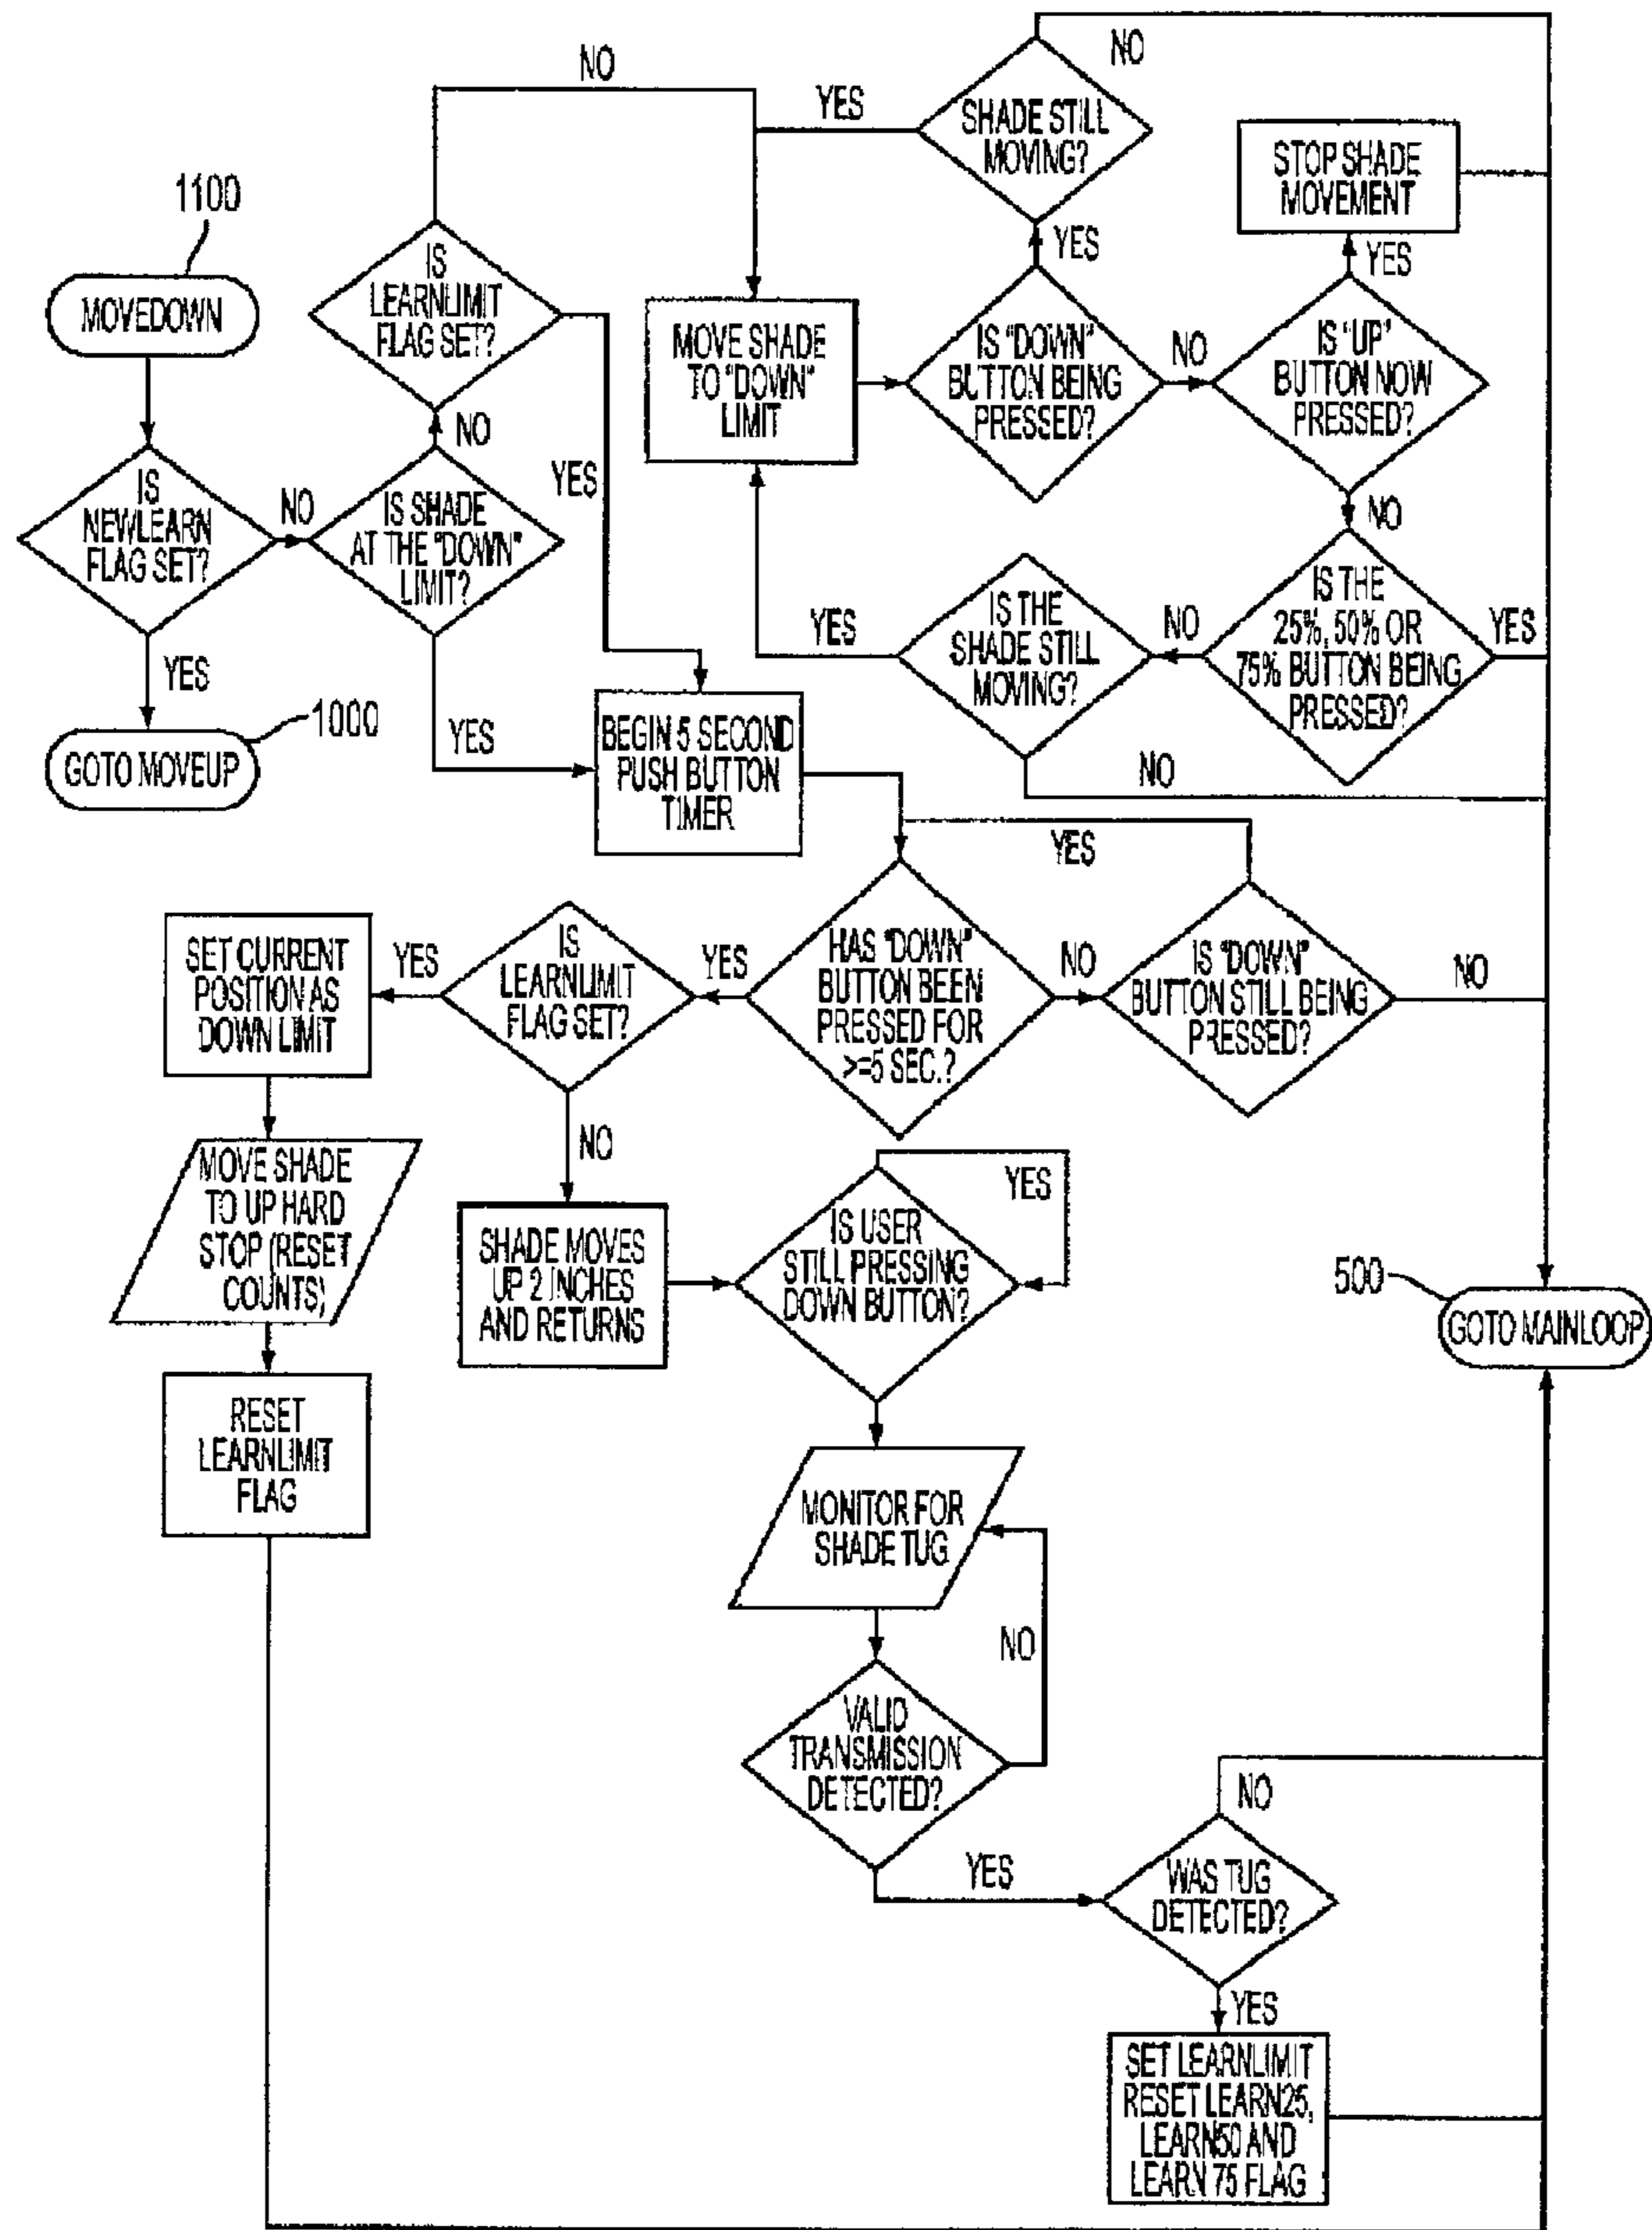 NO
NO
YES
SHADE STILL
MOVING?
STOP SHADE
MOVEMENT
1100
YES
YES
MOVEDOWN
IS
LEARNLIMIT
FLAG SET?
MOVE SHADE
TO "DOWN"
LIMIT
IS "DOWN"
BUTTON BEING
PRESSED?
NO
IS "UP"
BUTTON NOW
PRESSED?
NO
YES
NO
IS
NEWLEARN
FLAG SET?
NO
IS SHADE
AT THE "DOWN"
LIMIT?
YES
IS THE
SHADE STILL
MOVING?
NO
IS THE
25%, 50% OR
75% BUTTON BEING
PRESSED?
YES
YES
1000
GOTO MOVEUP
YES
BEGIN 5 SECOND
PUSH BUTTON
TIMER
NO
YES
SET CURRENT
POSITION AS
DOWN LIMIT
YES
IS
LEARNLIMIT
FLAG SET?
YES
HAS "DOWN"
BUTTON BEEN
PRESSED FOR
>=5 SEC.?
NO
IS "DOWN"
BUTTON STILL BEING
PRESSED?
NO
NO
MOVE SHADE
TO UP HARD
STOP (RESET
COUNTS)
SHADE MOVES
UP 2 INCHES
AND RETURNS
IS USER
STILL PRESSING
DOWN BUTTON?
YES
500
GOTO MAINLOOP
RESET
LEARNLIMIT
FLAG
MONITOR FOR
SHADE TUG
NO
VALID
TRANSMISSION
DETECTED?
YES
NO
WAS TUG
DETECTED?
YES
SET LEARNLIMIT
RESET LEARN25,
LEARN50 AND
LEARN 75 FLAG